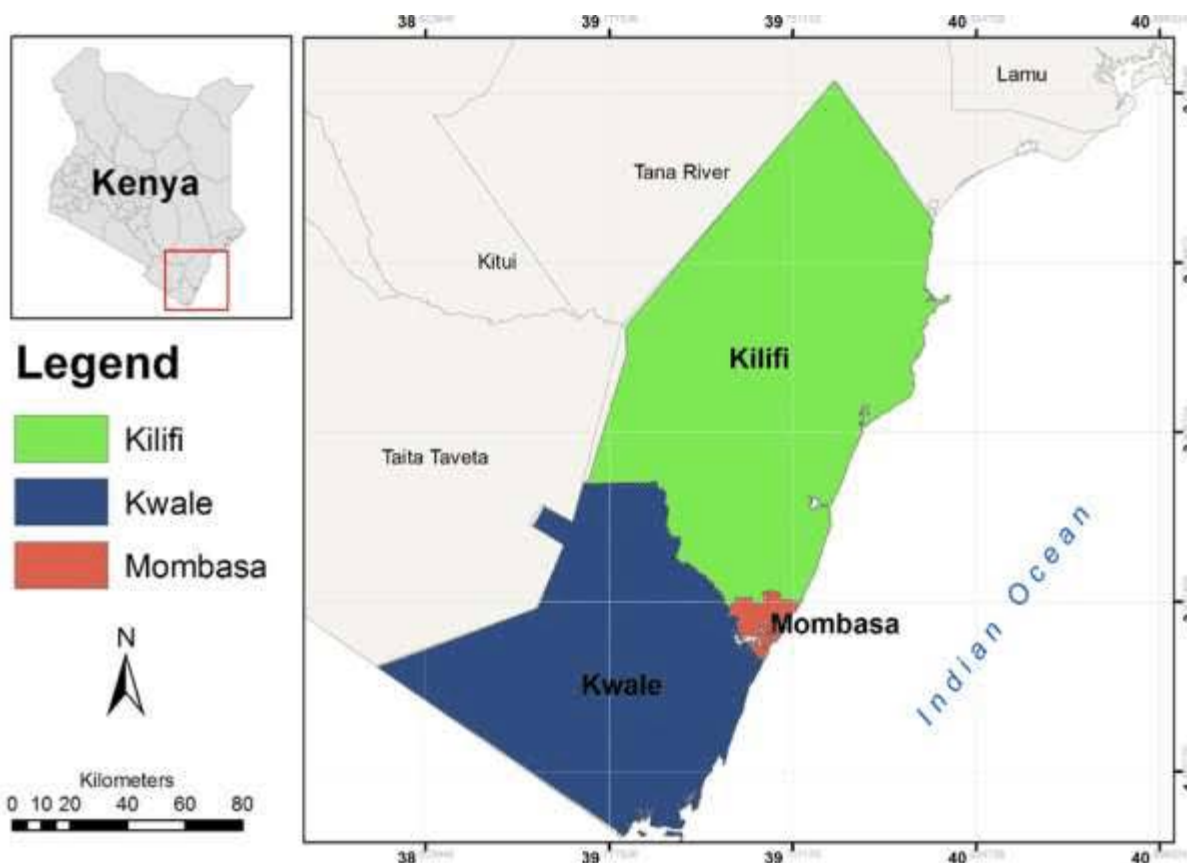 38 39 39 40 40
Lamu
Tana River
Kenya
Kitui
Legend
Kilifi
Kilifi
Taita Taveta
Kwale
Mombasa
Indian Ocean
Mombasa
N
Kwale
Kilometers
0 10 20 40 60 80
38 39 39 40 40